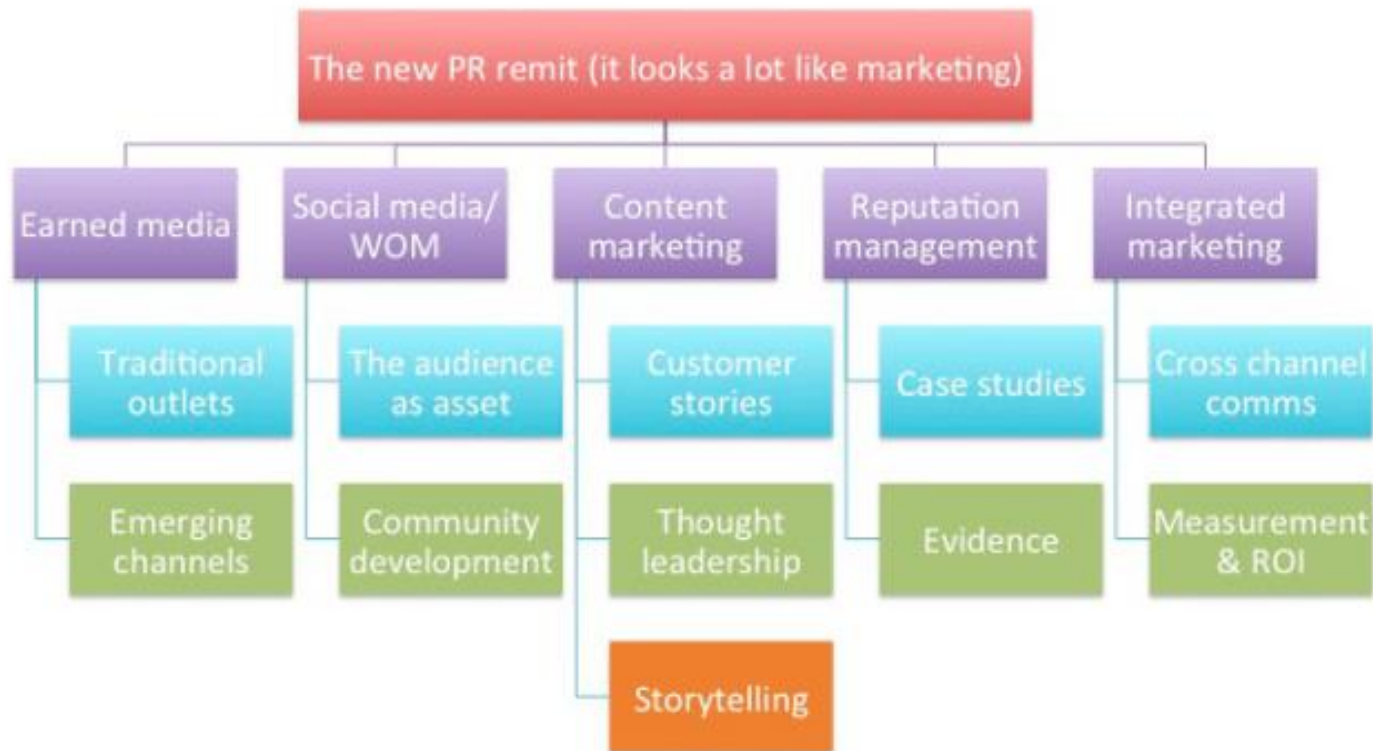 The new PR remit (it looks a lot like marketing)
Earned media
Social media/
WOM
Content
marketing
Reputation
management
Integrated
marketing
Traditional
outlets
The audience
as asset
Customer
stories
Case studies
Cross channel
comms
Emerging
channels
Community
development
Thought
leadership
Evidence
Measurement
& ROI
Storytelling